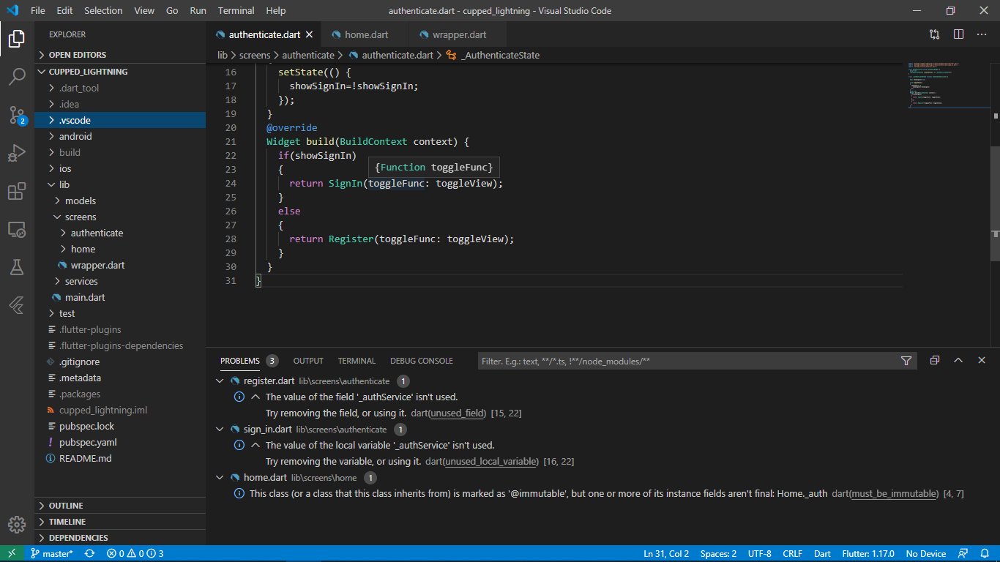 File Edit Selection View Go Run Terminal Help authenticate.dart - cupped_lightning - Visual Studio Code
EXPLORER
OPEN EDITORS
CUPPED_LIGHTNING
.dart_tool
.idea
.vscode
android
build
ios
lib
models
screens
authenticate
home
wrapper.dart
services
main.dart
test
.flutter-plugins
.flutter-plugins-dependencies
.gitignore
.metadata
.packages
cupped_lightning.iml
pubspec.lock
pubspec.yaml
README.md
OUTLINE
TIMELINE
DEPENDENCIES
2
authenticate.dart home.dart wrapper.dart
lib > screens > authenticate > authenticate.dart > _AuthenticateState
16 setState(() {
17 showSignIn=!showSignIn;
18 });
19 }
20 @override
21 Widget build(BuildContext context) {
22 if(showSignIn)
{Function toggleFunc}
23 {
24 return SignIn(toggleFunc: toggleView);
25 }
26 else
27 {
28 return Register(toggleFunc: toggleView);
29 }
30 }
31 }
PROBLEMS 3 OUTPUT TERMINAL DEBUG CONSOLE Filter. E.g.: text, **/*.ts, !**/node_modules/**
register.dart lib\screens\authenticate 1
The value of the field '_authService' isn't used.
Try removing the field, or using it. dart(unused_field) [15, 22]
sign_in.dart lib\screens\authenticate 1
The value of the local variable '_authService' isn't used.
Try removing the variable, or using it. dart(unused_local_variable) [16, 22]
home.dart lib\screens\home 1
This class (or a class that this class inherits from) is marked as '@immutable', but one or more of its instance fields aren't final: Home._auth dart(must_be_immutable) [4, 7]
master* 0 0 3 Ln 31, Col 2 Spaces: 2 UTF-8 CRLF Dart Flutter: 1.17.0 No Device